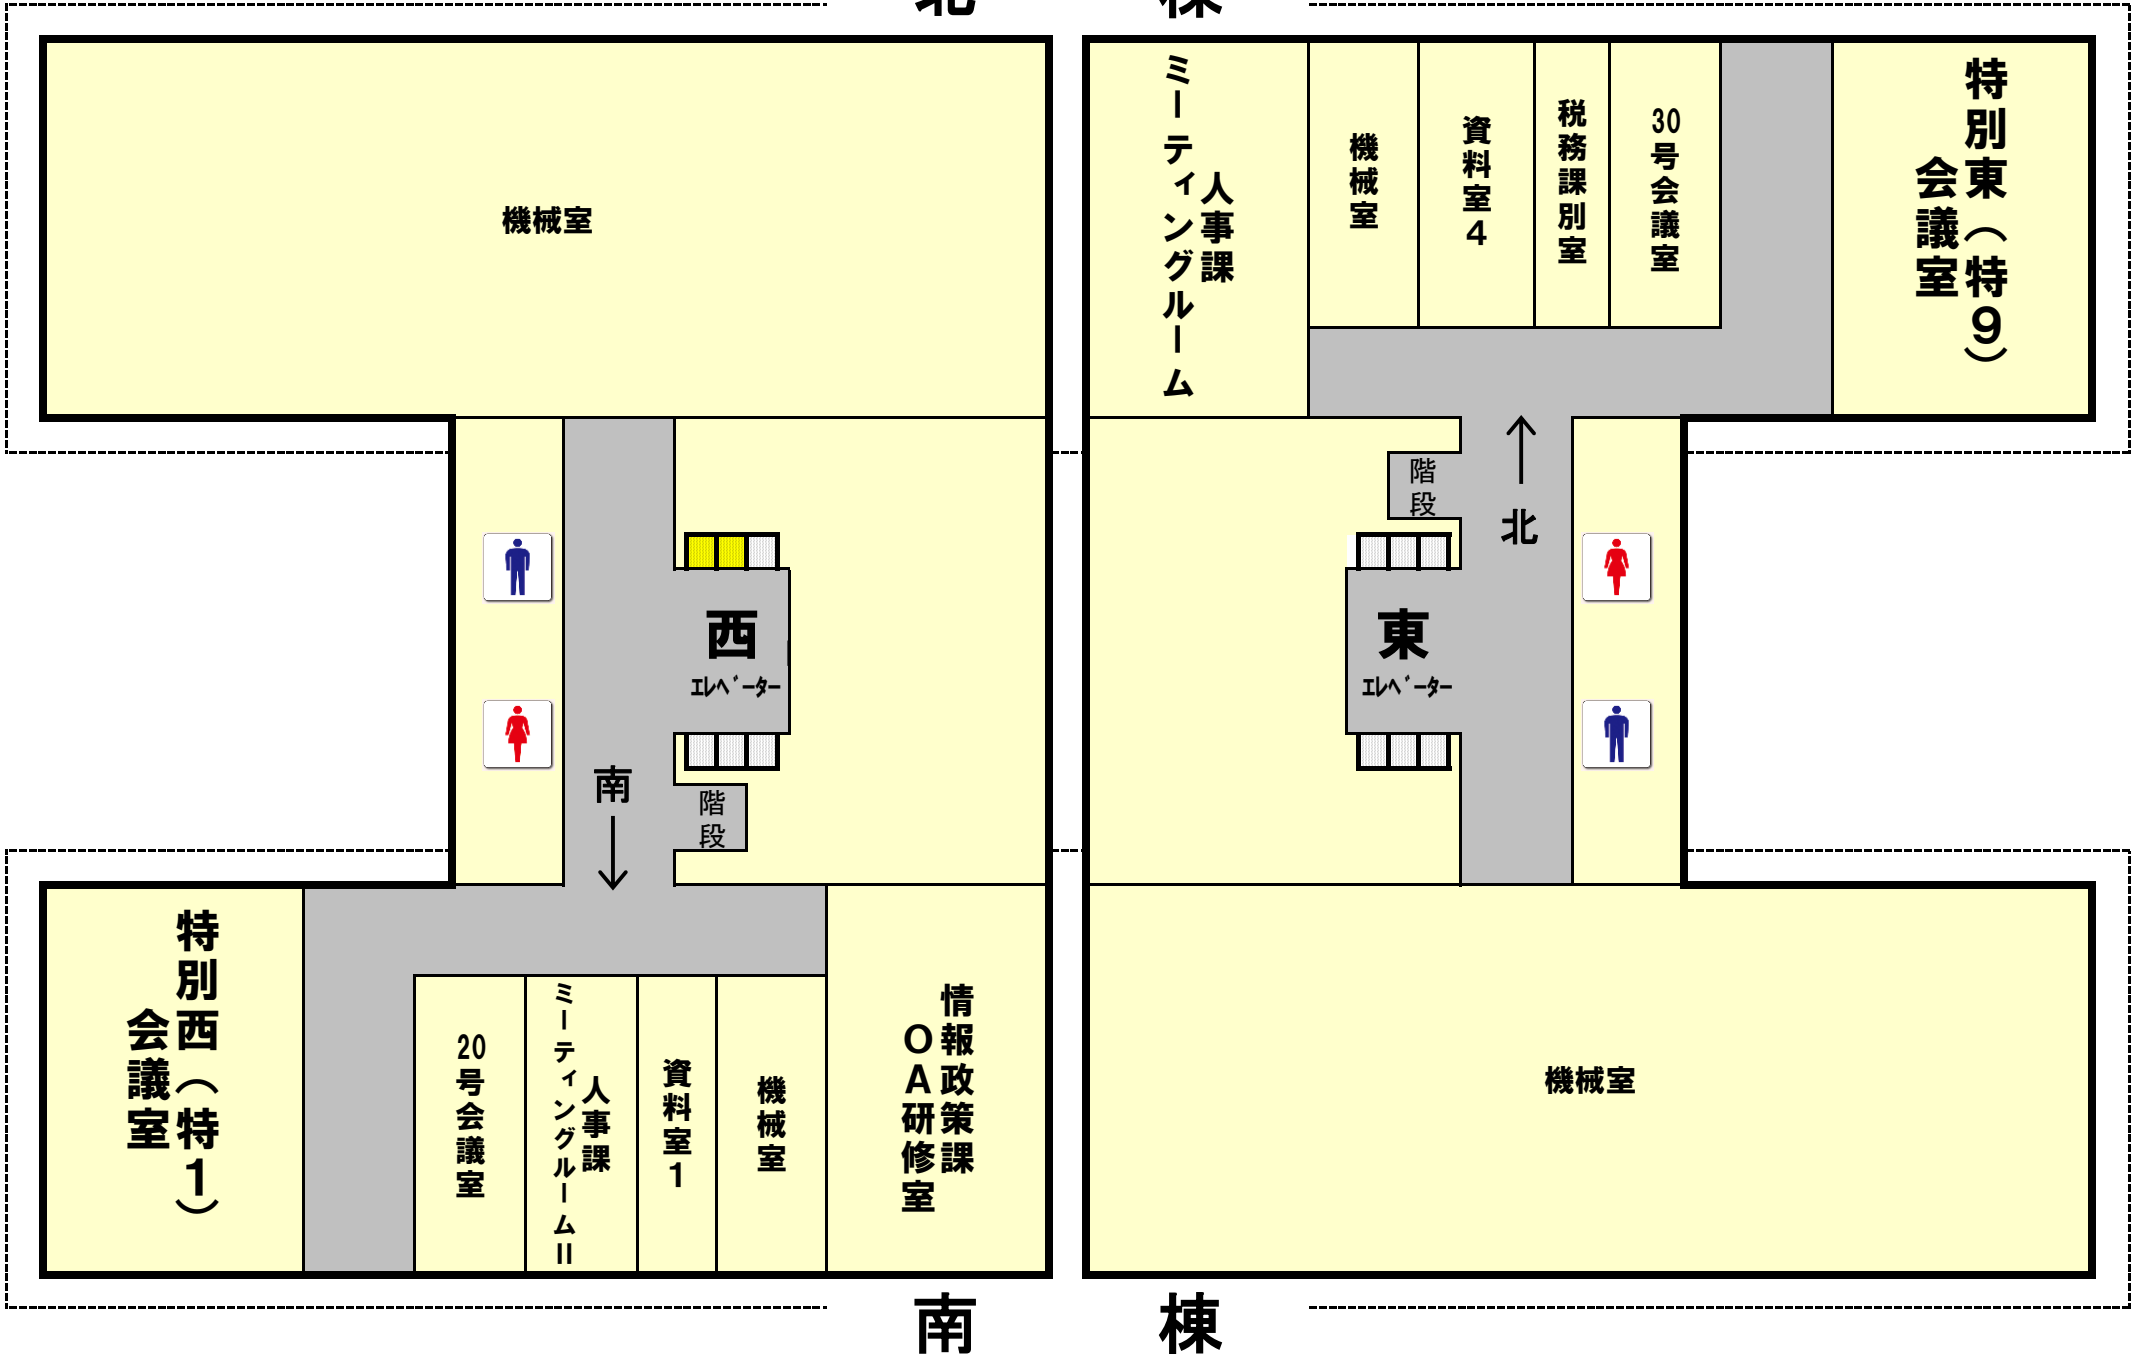 北棟
機械室
人事課
ミーティングルーム
機械室
資料室4
税務課別室
30号会議室
特別東（特9）
会議室
階段
北
西
エレベーター
東
エレベーター
南
階段
特別西（特1）
会議室
20号会議室
人事課
ミーティングルームⅡ
資料室1
機械室
情報政策課
OA研修室
機械室
南棟